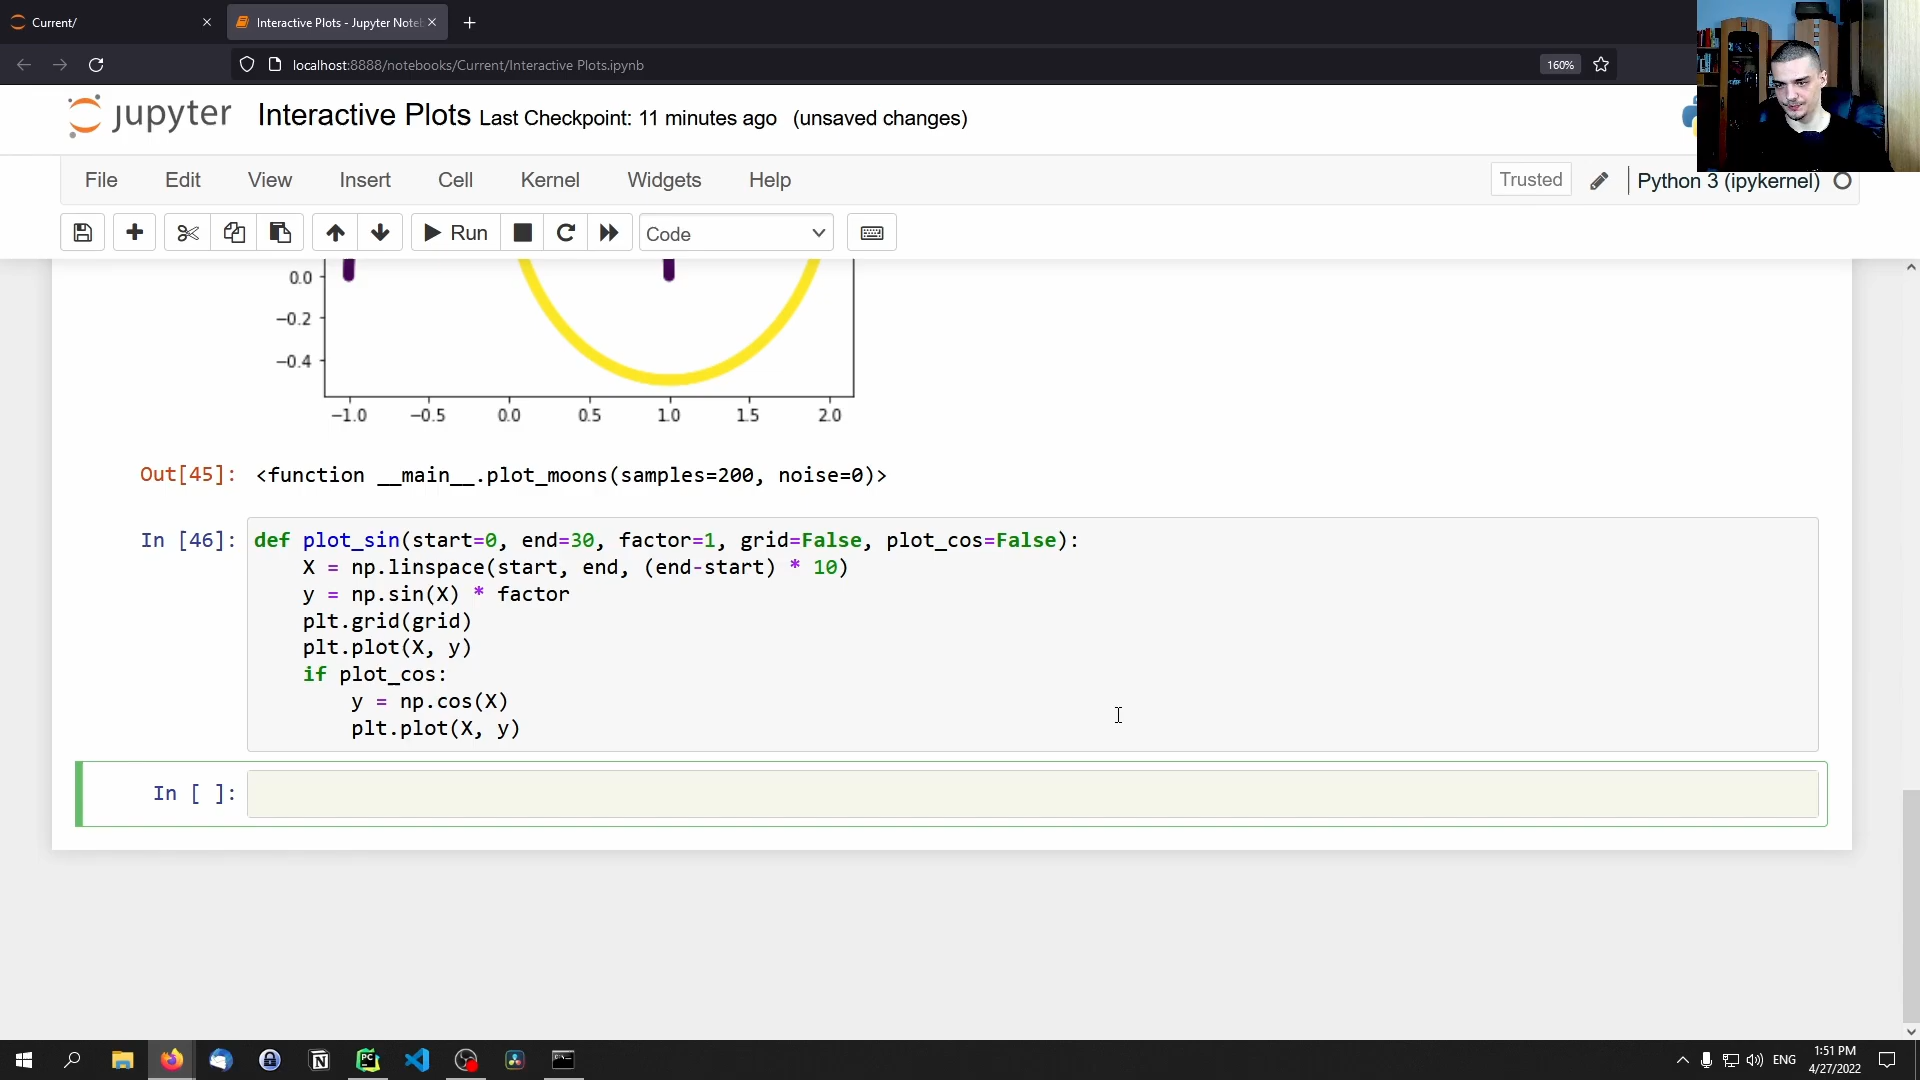 Current/
Interactive Plots - Jupyter Noteb
localhost:8888/notebooks/Current/Interactive Plots.ipynb
160%
jupyter
Interactive Plots Last Checkpoint: 11 minutes ago (unsaved changes)
File Edit View Insert Cell Kernel Widgets Help
Trusted
Python 3 (ipykernel)
Run
Code
0.0
−0.2
−0.4
−1.0 −0.5 0.0 0.5 1.0 1.5 2.0
Out[45]: <function __main__.plot_moons(samples=200, noise=0)>
In [46]: def plot_sin(start=0, end=30, factor=1, grid=False, plot_cos=False):
    X = np.linspace(start, end, (end-start) * 10)
    y = np.sin(X) * factor
    plt.grid(grid)
    plt.plot(X, y)
    if plot_cos:
        y = np.cos(X)
        plt.plot(X, y)
In [ ]:
ENG
1:51 PM
4/27/2022